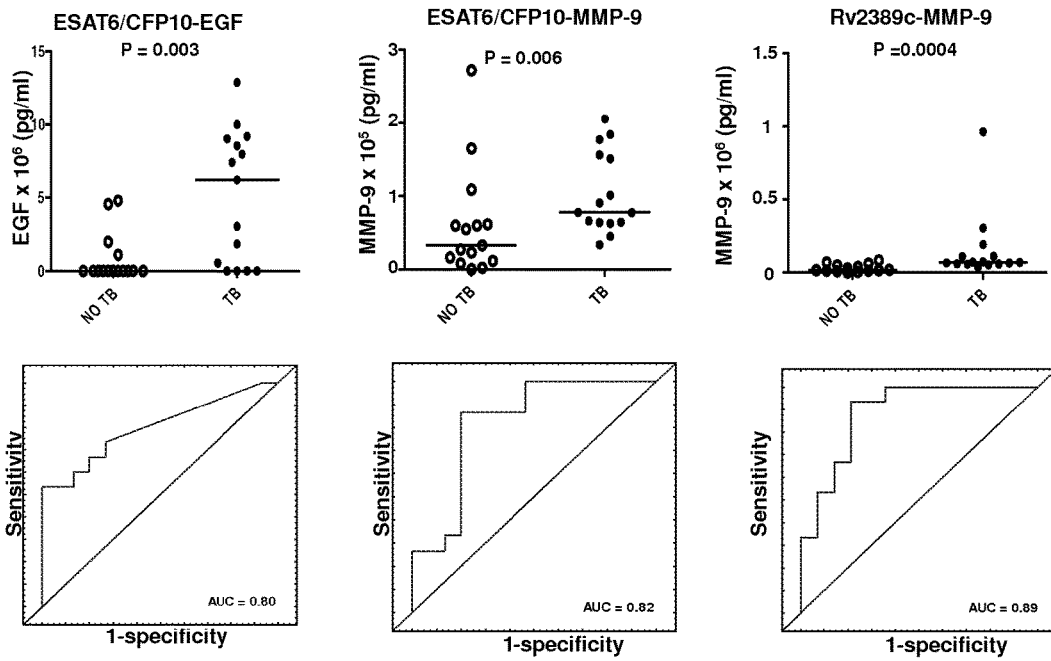 ESAT6/CFP10-EGF
P = 0.003
EGF x 10⁶ (pg/ml)
15
10
5
0
NO TB
TB
ESAT6/CFP10-MMP-9
P = 0.006
MMP-9 x 10⁵ (pg/ml)
3
2
1
0
NO TB
TB
Rv2389c-MMP-9
P =0.0004
MMP-9 x 10⁶ (pg/ml)
1.5
1
0.5
0
NO TB
TB
Sensitivity
AUC = 0.80
1-specificity
Sensitivity
AUC = 0.82
1-specificity
Sensitivity
AUC = 0.89
1-specificity